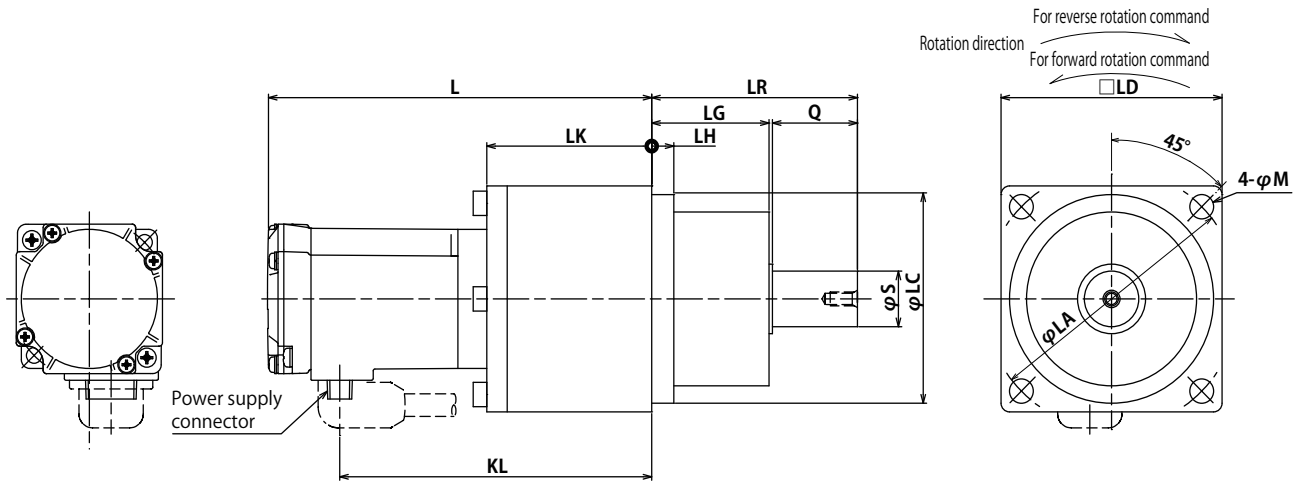 For reverse rotation command
Rotation direction
For forward rotation command
L
LR
□LD
LG
Q
LK
LH
45°
4-φM
φS
φLC
φLA
Power supply
connector
KL